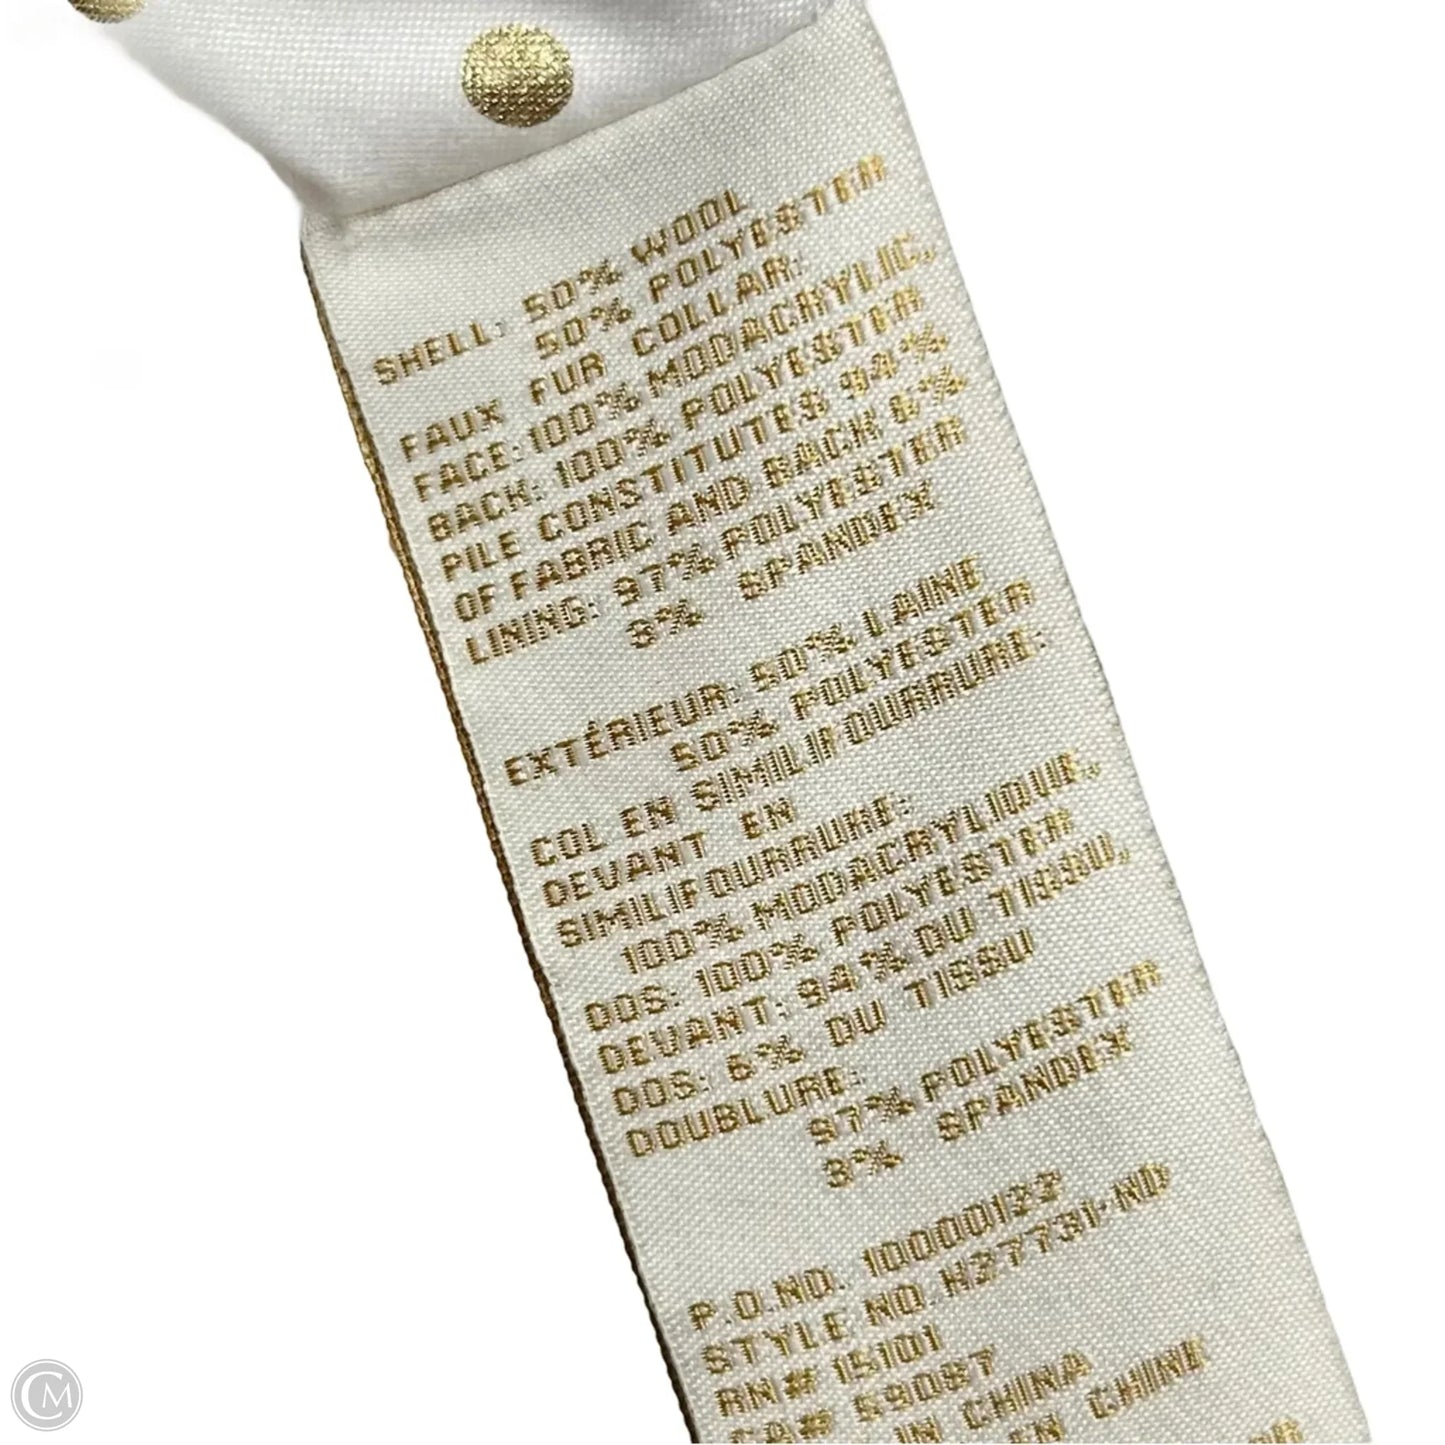 SHELL: 50% WOOL
50% POLYESTER
FAUX FUR COLLAR:
FACE: 100% MODACRYLIC,
BACK: 100% POLYESTER
PILE CONSTITUTES 94%
OF FABRIC AND BACK 6%
LINING: 97% POLYESTER
3% SPANDEX
EXTÉRIEUR: 50% LAINE
50% POLYESTER
COL EN SIMILIFOURRURE:
DEVANT EN
SIMILIFOURRURE:
100% MODACRYLIQUE,
DOS: 100% POLYESTER
DEVANT: 94% DU TISSU,
DOS: 6% DU TISSU
DOUBLURE:
97% POLYESTER
3% SPANDEX
P.O.NO. 10000122
STYLE NO. H27731-ND
RN# 15101
CA# 59087
IN CHINA
EN CHINE
CM